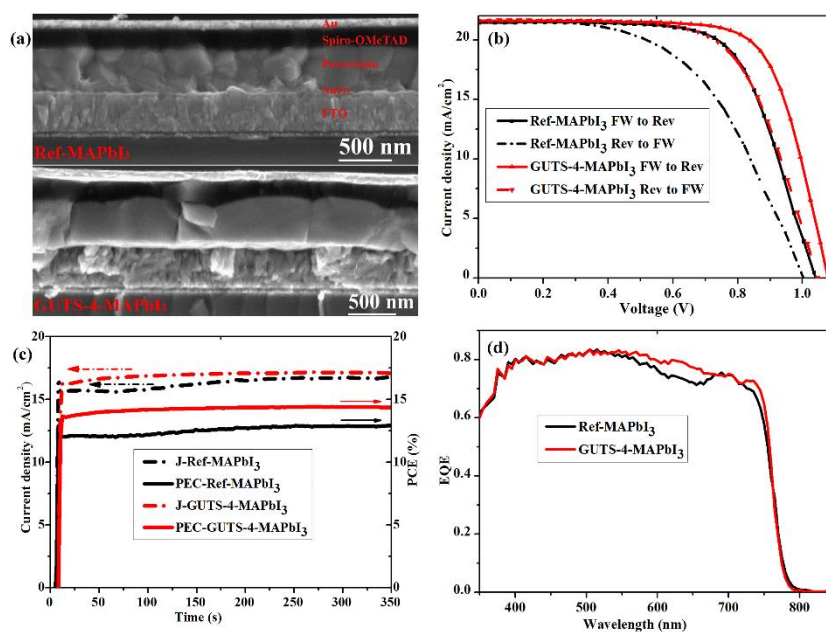 (a)
Au
Spiro-OMeTAD
Perovskite
SnO₂
FTO
Ref-MAPbI₃
500 nm
GUTS-4-MAPbI₃
500 nm
(b)
Current density (mA/cm²)
20
15
10
5
0
Ref-MAPbI₃ FW to Rev
Ref-MAPbI₃ Rev to FW
GUTS-4-MAPbI₃ FW to Rev
GUTS-4-MAPbI₃ Rev to FW
0.0 0.2 0.4 0.6 0.8 1.0
Voltage (V)
(c)
Current density (mA/cm²)
20
15
10
5
0
J-Ref-MAPbI₃
PEC-Ref-MAPbI₃
J-GUTS-4-MAPbI₃
PEC-GUTS-4-MAPbI₃
20
15
10
5
0
PCE (%)
0 50 100 150 200 250 300 350
Time (s)
(d)
EQE
0.8
0.6
0.4
0.2
0.0
Ref-MAPbI₃
GUTS-4-MAPbI₃
400 500 600 700 800
Wavelength (nm)